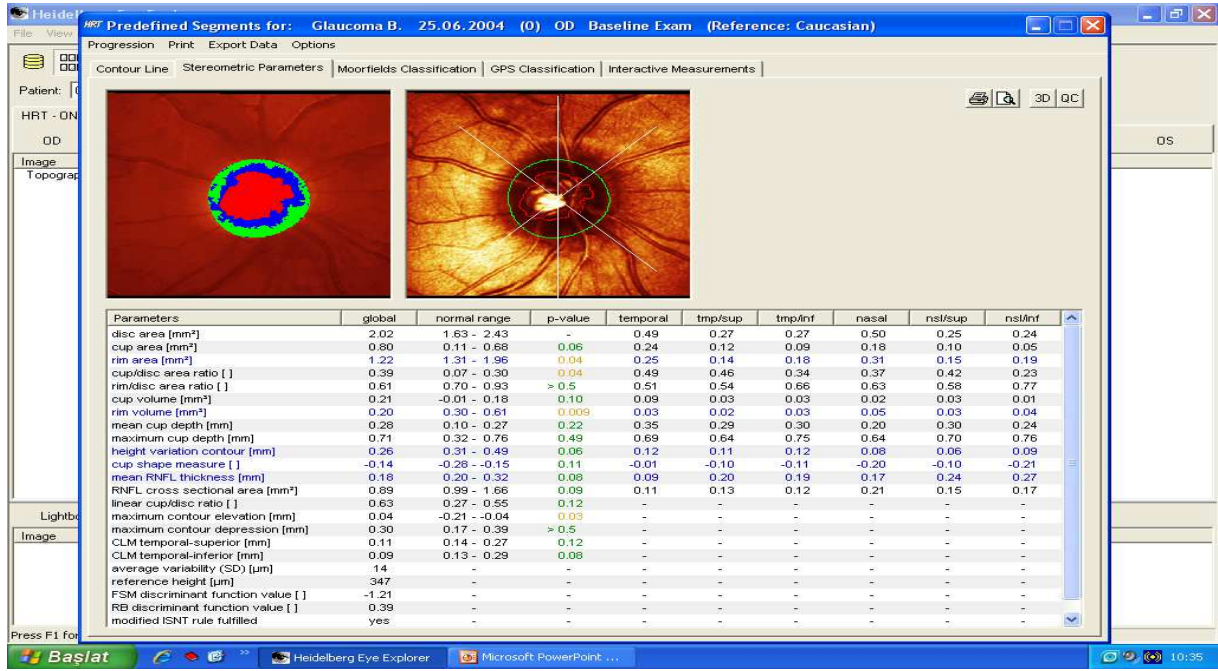 Heidel
HRT Predefined Segments for: Glaucoma B. 25.06.2004 (0) OD Baseline Exam (Reference: Caucasian)
File View
Progression Print Export Data Options
Contour Line Stereometric Parameters Moorfields Classification GPS Classification Interactive Measurements
Patient:
3D QC
HRT - ON
OD OS
Image
Topograp
Parameters global normal range p-value temporal tmp/sup tmp/inf nasal nsl/sup nsl/inf
disc area [mm²] 2.02 1.63 - 2.43 - 0.49 0.27 0.27 0.50 0.25 0.24
cup area [mm²] 0.80 0.11 - 0.68 0.06 0.24 0.12 0.09 0.18 0.10 0.05
rim area [mm²] 1.22 1.31 - 1.96 0.04 0.25 0.14 0.18 0.31 0.15 0.19
cup/disc area ratio [ ] 0.39 0.07 - 0.30 0.04 0.49 0.46 0.34 0.37 0.42 0.23
rim/disc area ratio [ ] 0.61 0.70 - 0.93 > 0.5 0.51 0.54 0.66 0.63 0.58 0.77
cup volume [mm³] 0.21 -0.01 - 0.18 0.10 0.09 0.03 0.03 0.02 0.03 0.01
rim volume [mm³] 0.20 0.30 - 0.61 0.009 0.03 0.02 0.03 0.05 0.03 0.04
mean cup depth [mm] 0.28 0.10 - 0.27 0.22 0.35 0.29 0.30 0.20 0.30 0.24
maximum cup depth [mm] 0.71 0.32 - 0.76 0.49 0.69 0.64 0.75 0.64 0.70 0.76
height variation contour [mm] 0.26 0.31 - 0.49 0.06 0.12 0.11 0.12 0.08 0.06 0.09
cup shape measure [ ] -0.14 -0.28 - -0.15 0.11 -0.01 -0.10 -0.11 -0.20 -0.10 -0.21
mean RNFL thickness [mm] 0.18 0.20 - 0.32 0.08 0.09 0.20 0.19 0.17 0.24 0.27
RNFL cross sectional area [mm²] 0.89 0.99 - 1.66 0.09 0.11 0.13 0.12 0.21 0.15 0.17
linear cup/disc ratio [ ] 0.63 0.27 - 0.55 0.12 - - - - - -
maximum contour elevation [mm] 0.04 -0.21 - -0.04 0.03 - - - - - -
maximum contour depression [mm] 0.30 0.17 - 0.39 > 0.5 - - - - - -
CLM temporal-superior [mm] 0.11 0.14 - 0.27 0.12 - - - - - -
CLM temporal-inferior [mm] 0.09 0.13 - 0.29 0.08 - - - - - -
average variability (SD) [µm] 14 - - - - - - - -
reference height [µm] 347 - - - - - - - -
FSM discriminant function value [ ] -1.21 - - - - - - - -
RB discriminant function value [ ] 0.39 - - - - - - - -
modified ISNT rule fulfilled yes - - - - - - - -
Lightbo
Image
Press F1 for
Başlat Heidelberg Eye Explorer Microsoft PowerPoint ... 10:35